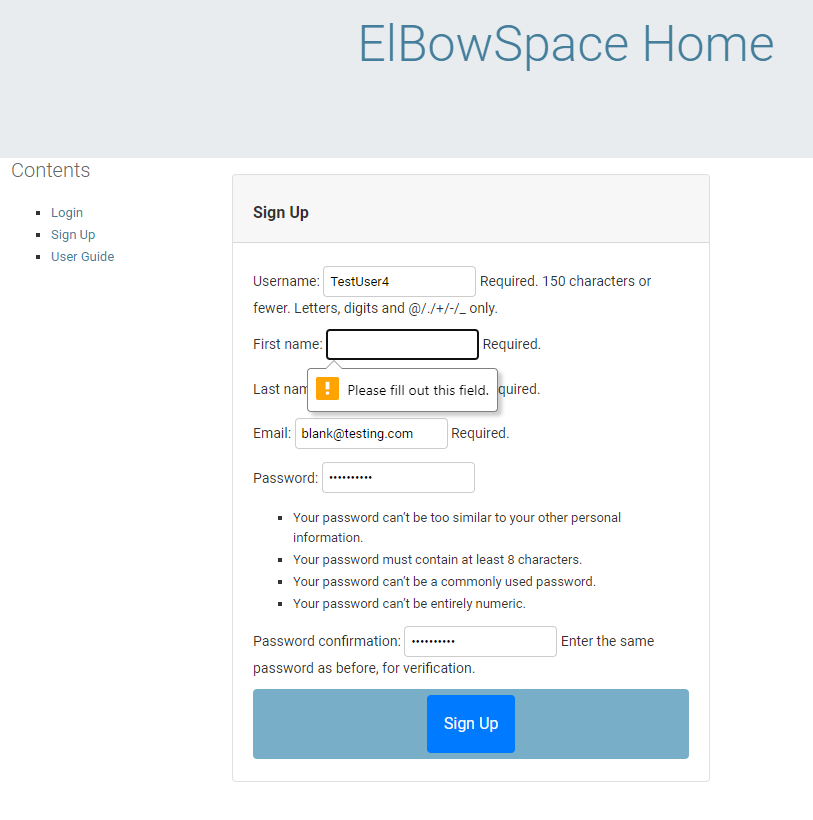 ElBowSpace Home
Contents
Login
Sign Up
User Guide
Sign Up
Username: TestUser4 Required. 150 characters or
fewer. Letters, digits and @/./+/-/_ only.
First name: Required.
Please fill out this field.
Last nam quired.
Email: blank@testing.com Required.
Password: ••••••••••
Your password can’t be too similar to your other personal
information.
Your password must contain at least 8 characters.
Your password can’t be a commonly used password.
Your password can’t be entirely numeric.
Password confirmation: •••••••••• Enter the same
password as before, for verification.
Sign Up